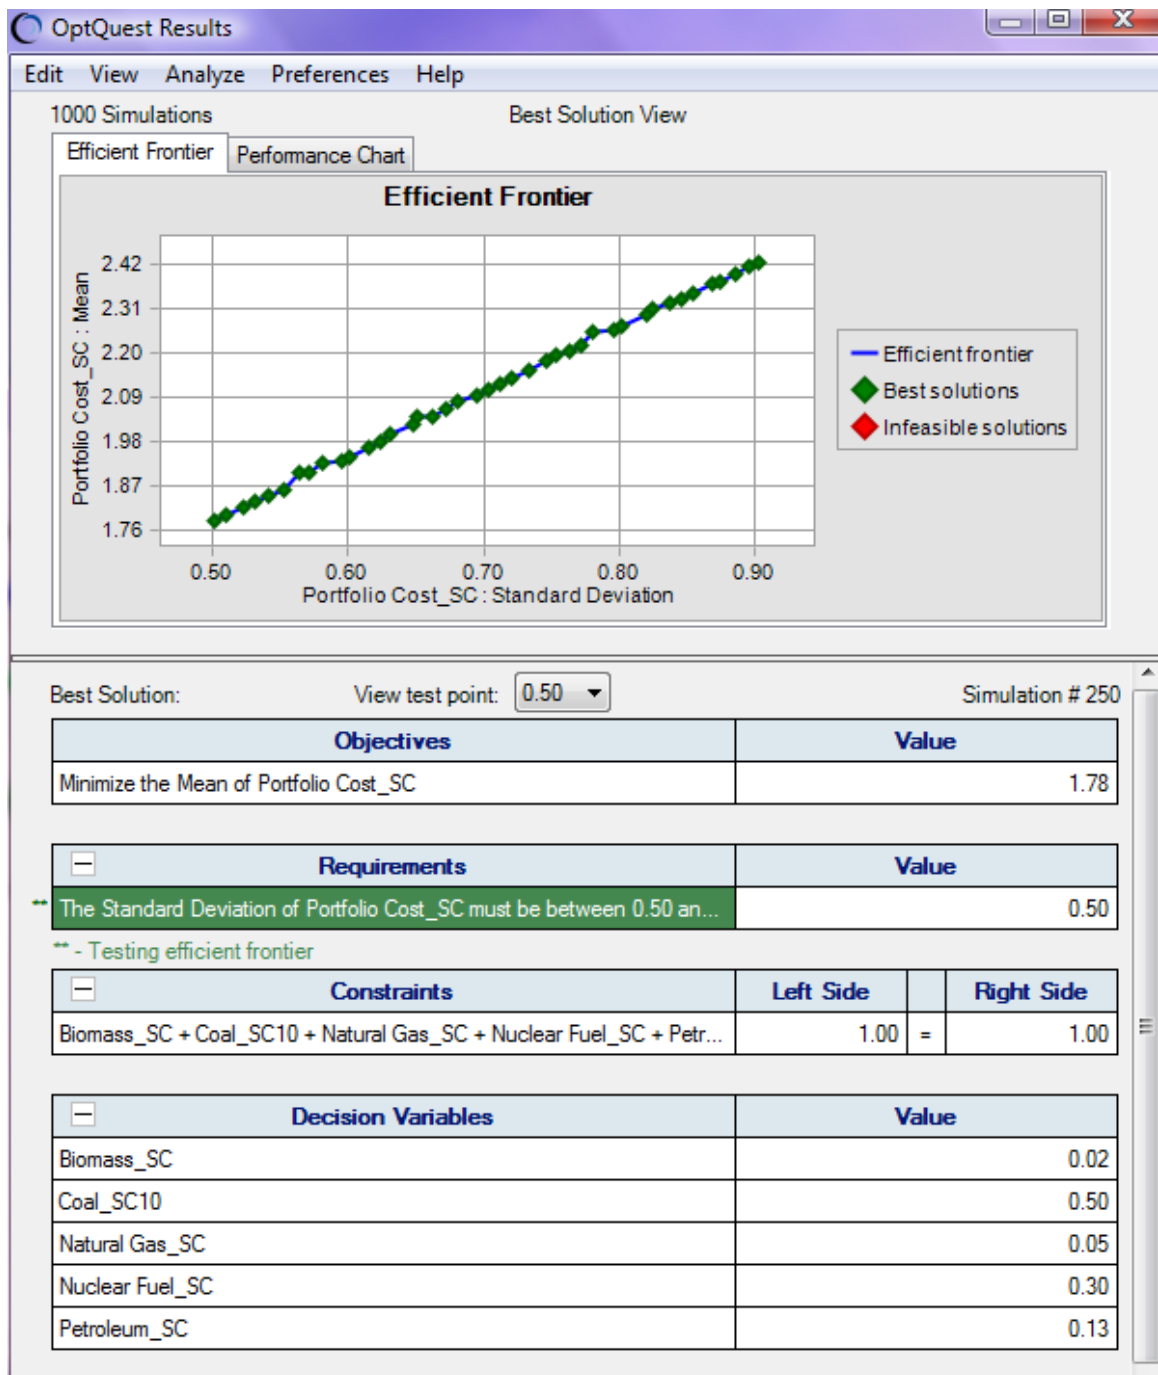 OptQuest Results
Edit View Analyze Preferences Help
1000 Simulations Best Solution View
Efficient Frontier Performance Chart
Efficient Frontier
Portfolio Cost_SC : Mean
2.42
2.31
2.20
2.09
1.98
1.87
1.76
0.50 0.60 0.70 0.80 0.90
Portfolio Cost_SC : Standard Deviation
Efficient frontier
Best solutions
Infeasible solutions
Best Solution: View test point: 0.50 Simulation # 250
Objectives Value
Minimize the Mean of Portfolio Cost_SC 1.78
Requirements Value
** The Standard Deviation of Portfolio Cost_SC must be between 0.50 an... 0.50
** - Testing efficient frontier
Constraints Left Side Right Side
Biomass_SC + Coal_SC10 + Natural Gas_SC + Nuclear Fuel_SC + Petr... 1.00 = 1.00
Decision Variables Value
Biomass_SC 0.02
Coal_SC10 0.50
Natural Gas_SC 0.05
Nuclear Fuel_SC 0.30
Petroleum_SC 0.13